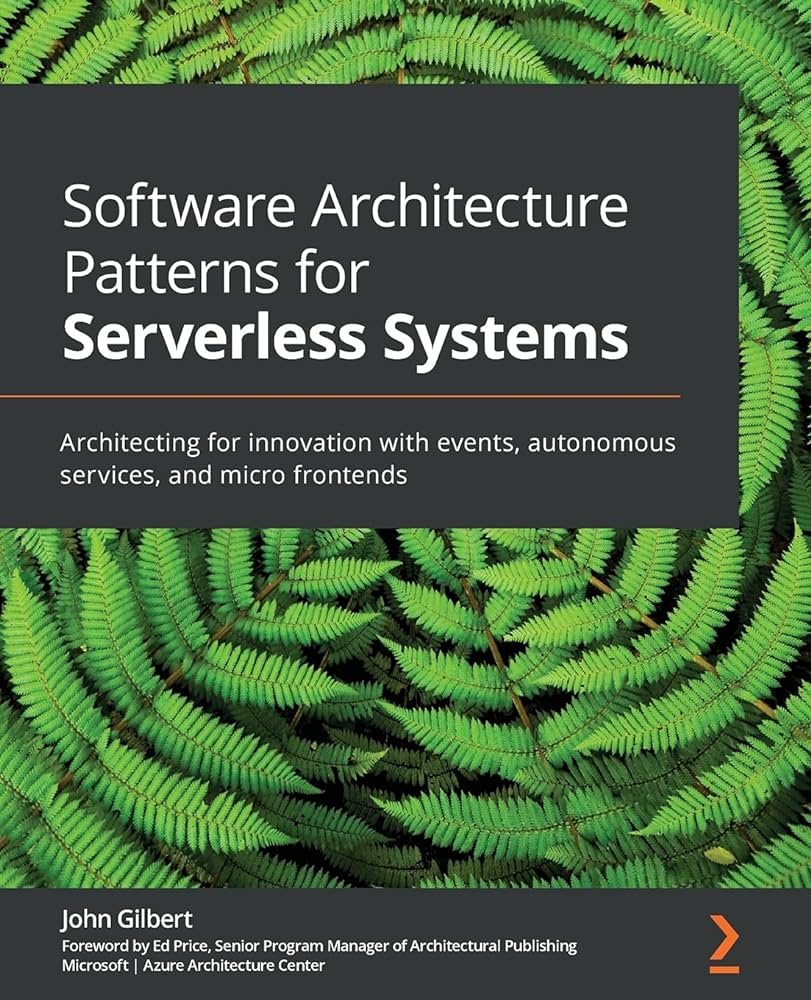 Software Architecture
Patterns for
Serverless Systems
Architecting for innovation with events, autonomous
services, and micro frontends
John Gilbert
Foreword by Ed Price, Senior Program Manager of Architectural Publishing
Microsoft | Azure Architecture Center